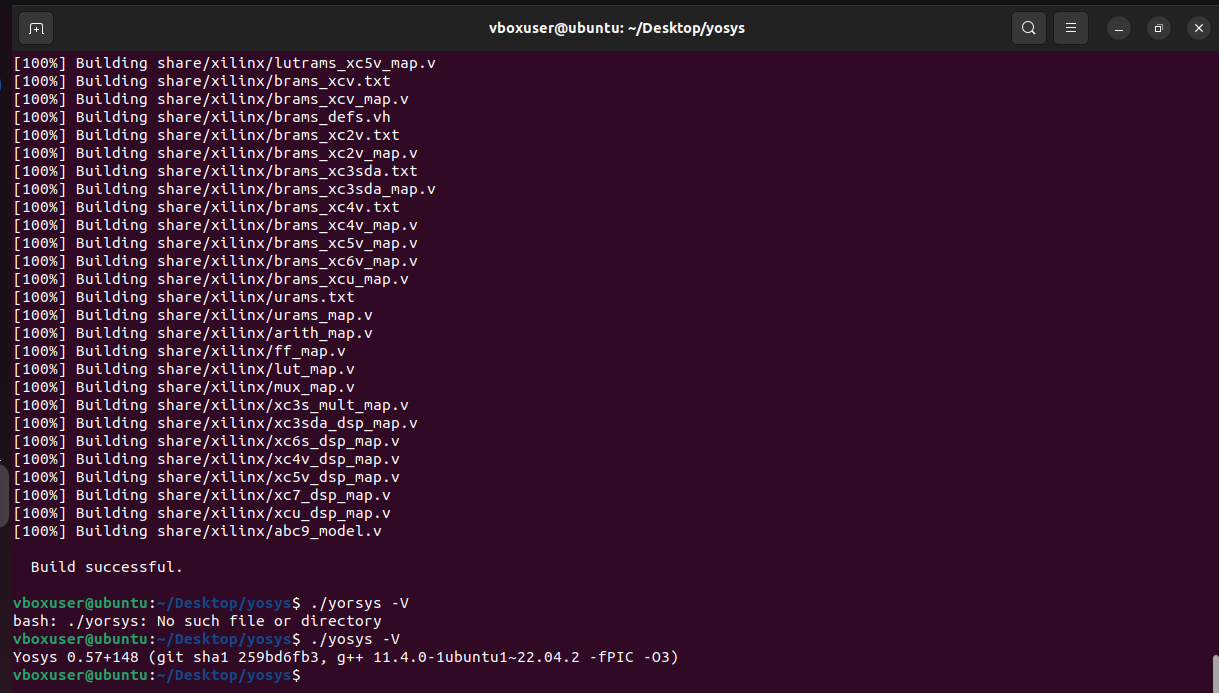 vboxuser@ubuntu: ~/Desktop/yosys
[100%] Building share/xilinx/lutrams_xc5v_map.v
[100%] Building share/xilinx/brams_xcv.txt
[100%] Building share/xilinx/brams_xcv_map.v
[100%] Building share/xilinx/brams_defs.vh
[100%] Building share/xilinx/brams_xc2v.txt
[100%] Building share/xilinx/brams_xc2v_map.v
[100%] Building share/xilinx/brams_xc3sda.txt
[100%] Building share/xilinx/brams_xc3sda_map.v
[100%] Building share/xilinx/brams_xc4v.txt
[100%] Building share/xilinx/brams_xc4v_map.v
[100%] Building share/xilinx/brams_xc5v_map.v
[100%] Building share/xilinx/brams_xc6v_map.v
[100%] Building share/xilinx/brams_xcu_map.v
[100%] Building share/xilinx/urams.txt
[100%] Building share/xilinx/urams_map.v
[100%] Building share/xilinx/arith_map.v
[100%] Building share/xilinx/ff_map.v
[100%] Building share/xilinx/lut_map.v
[100%] Building share/xilinx/mux_map.v
[100%] Building share/xilinx/xc3s_mult_map.v
[100%] Building share/xilinx/xc3sda_dsp_map.v
[100%] Building share/xilinx/xc6s_dsp_map.v
[100%] Building share/xilinx/xc4v_dsp_map.v
[100%] Building share/xilinx/xc5v_dsp_map.v
[100%] Building share/xilinx/xc7_dsp_map.v
[100%] Building share/xilinx/xcu_dsp_map.v
[100%] Building share/xilinx/abc9_model.v
Build successful.
vboxuser@ubuntu:~/Desktop/yosys$ ./yorsys -V
bash: ./yorsys: No such file or directory
vboxuser@ubuntu:~/Desktop/yosys$ ./yosys -V
Yosys 0.57+148 (git sha1 259bd6fb3, g++ 11.4.0-1ubuntu1~22.04.2 -fPIC -O3)
vboxuser@ubuntu:~/Desktop/yosys$